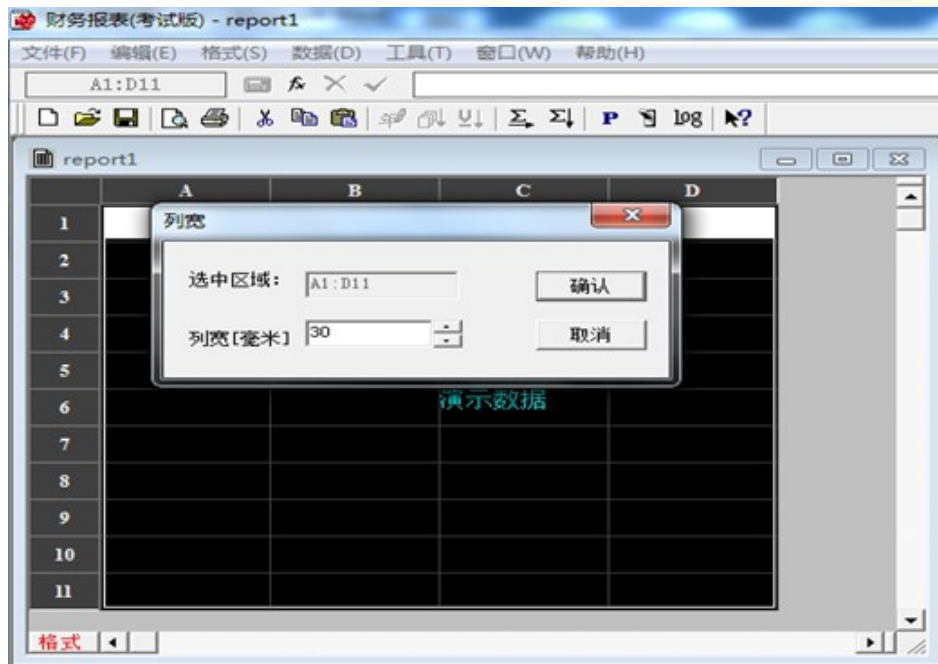 财务报表(考试版) - report1
文件(F) 编辑(E) 格式(S) 数据(D) 工具(T) 窗口(W) 帮助(H)
A1:D11
P log
report1
A B C D
1
列宽
2
选中区域: A1:D11 确认
3
列宽[毫米] 30 取消
4
5
6 演示数据
7
8
9
10
11
格式